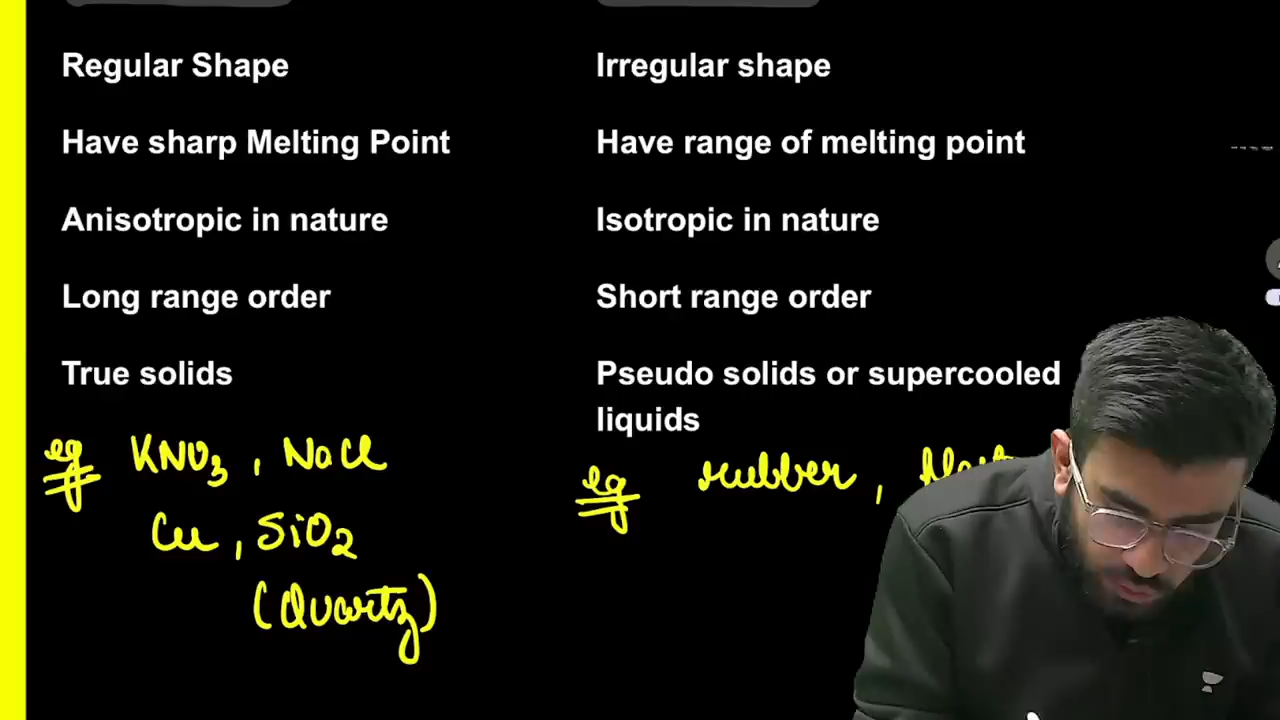 Regular Shape
Irregular shape
Have sharp Melting Point
Have range of melting point
Anisotropic in nature
Isotropic in nature
Long range order
Short range order
True solids
Pseudo solids or supercooled
liquids
eg KNO3, NaCl
Cu, SiO2
(Quartz)
eg rubber,